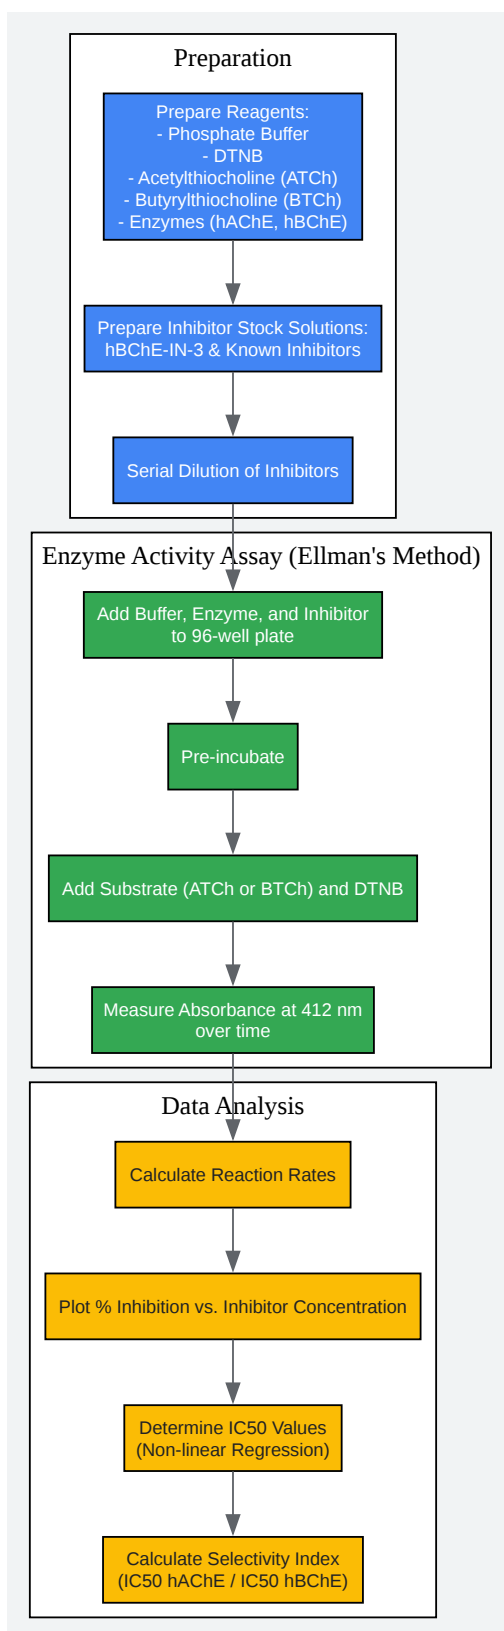 Preparation
Prepare Reagents:
- Phosphate Buffer
- DTNB
- Acetylthiocholine (ATCh)
- Butyrylthiocholine (BTCh)
- Enzymes (hAChE, hBChE)
Prepare Inhibitor Stock Solutions:
hBChE-IN-3 & Known Inhibitors
Serial Dilution of Inhibitors
Enzyme Activity Assay (Ellman's Method)
Add Buffer, Enzyme, and Inhibitor
to 96-well plate
Pre-incubate
Add Substrate (ATCh or BTCh) and DTNB
Measure Absorbance at 412 nm
over time
Data Analysis
Calculate Reaction Rates
Plot % Inhibition vs. Inhibitor Concentration
Determine IC50 Values
(Non-linear Regression)
Calculate Selectivity Index
(IC50 hAChE / IC50 hBChE)